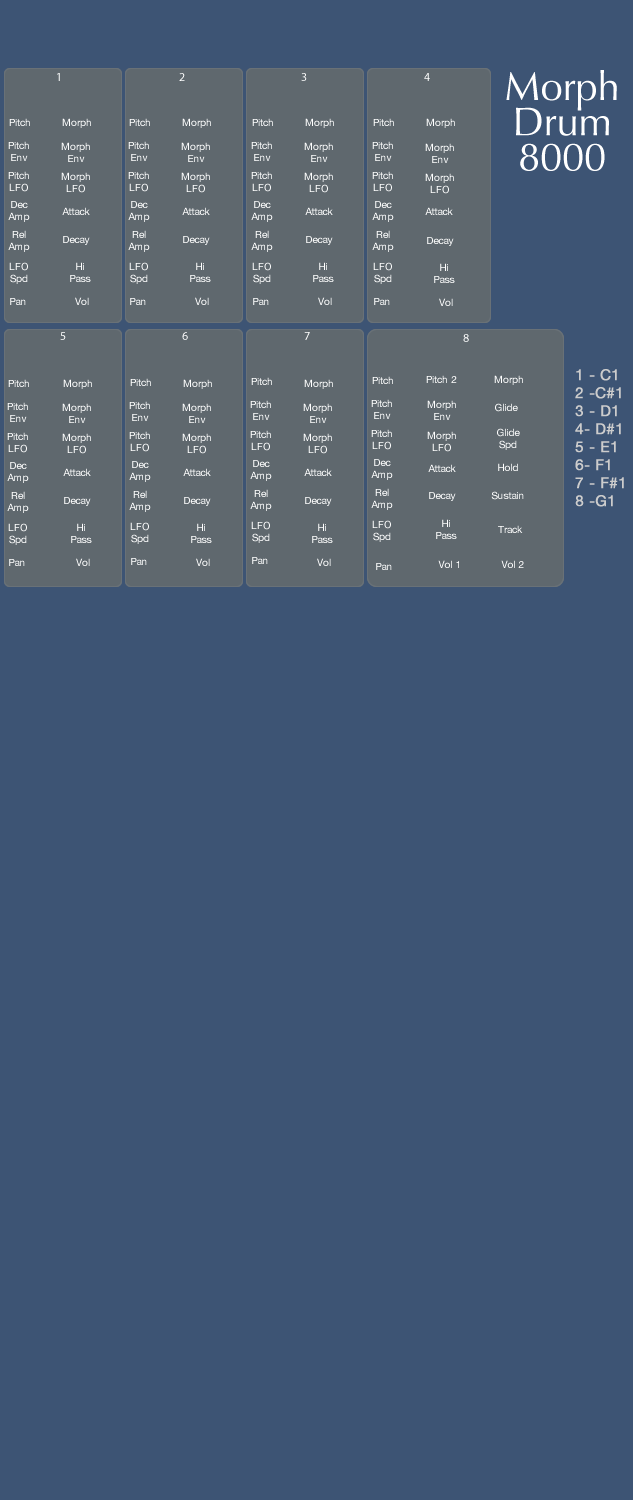 1
2
3
4
Morph
Drum
8000
Pitch Morph Pitch Morph Pitch Morph Pitch Morph
Pitch Morph Pitch Morph Pitch Morph Pitch Morph
Env Env Env Env Env Env Env Env
Pitch Morph Pitch Morph Pitch Morph Pitch Morph
LFO LFO LFO LFO LFO LFO LFO LFO
Dec Dec Dec Dec
Amp Attack Amp Attack Amp Attack Amp Attack
Rel Rel Rel Rel
Amp Decay Amp Decay Amp Decay Amp Decay
LFO Hi LFO Hi LFO Hi LFO Hi
Spd Pass Spd Pass Spd Pass Spd Pass
Pan Vol Pan Vol Pan Vol Pan Vol
5
6
7
8
Pitch Morph Pitch Morph Pitch Morph Pitch Pitch 2 Morph
Pitch Morph Pitch Morph Pitch Morph Pitch Morph Glide
Env Env Env Env Env Env Env Env
Pitch Morph Pitch Morph Pitch Morph Pitch Morph Glide
LFO LFO LFO LFO LFO LFO LFO LFO Spd
Dec Dec Dec Dec
Amp Attack Amp Attack Amp Attack Amp Attack Hold
Rel Rel Rel Rel
Amp Decay Amp Decay Amp Decay Amp Decay Sustain
LFO Hi LFO Hi LFO Hi LFO Hi Track
Spd Pass Spd Pass Spd Pass Spd Pass
Pan Vol Pan Vol Pan Vol Pan Vol 1 Vol 2
1 - C1
2 -C#1
3 - D1
4- D#1
5 - E1
6- F1
7 - F#1
8 -G1